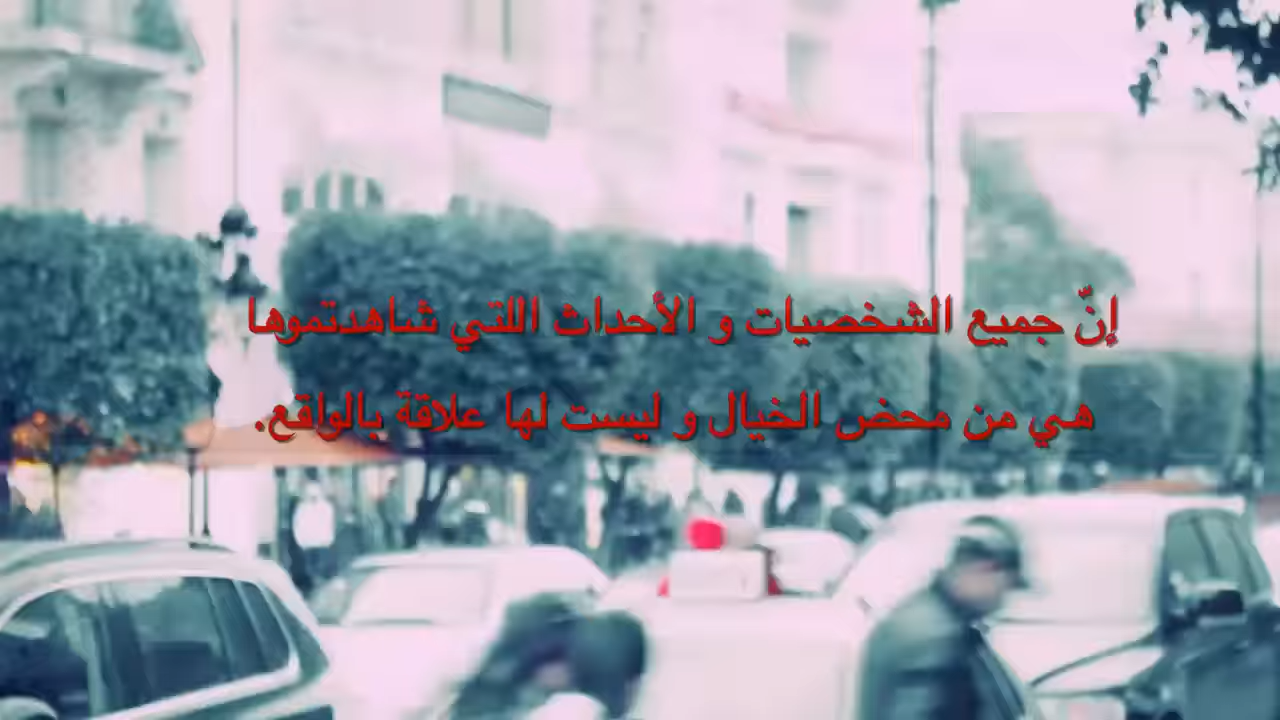 إنّ جميع الشخصيات و الأحداث اللتي شاهدتموها
هي من محض الخيال و ليست لها علاقة بالواقع.